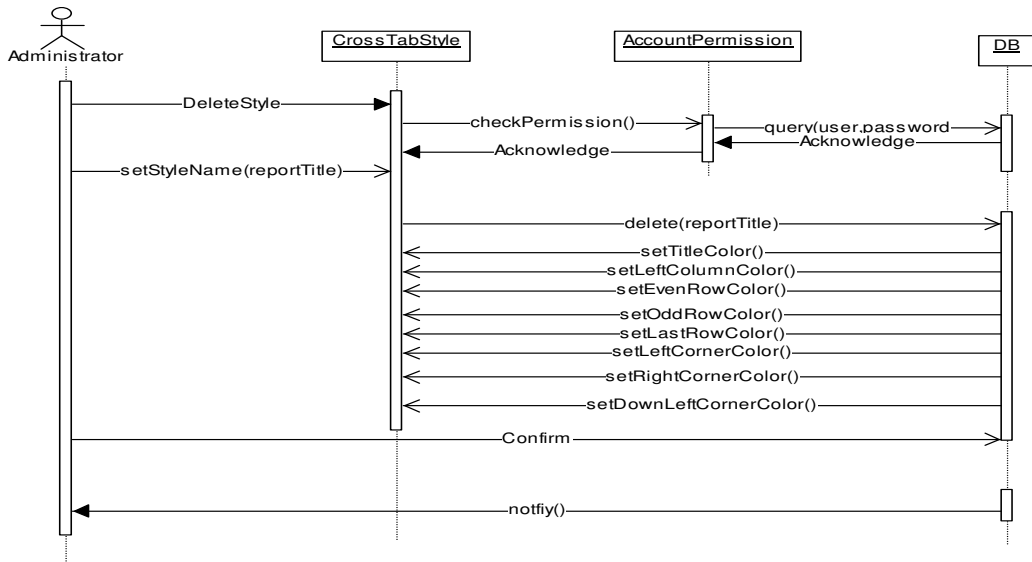 Administrator
CrossTabStyle
AccountPermission
DB
DeleteStyle
checkPermission()
query(user,password
Acknowledge
Acknowledge
setStyleName(reportTitle)
delete(reportTitle)
setTitleColor()
setLeftColumnColor()
setEvenRowColor()
setOddRowColor()
setLastRowColor()
setLeftCornerColor()
setRightCornerColor()
setDownLeftCornerColor()
Confirm
notfiy()